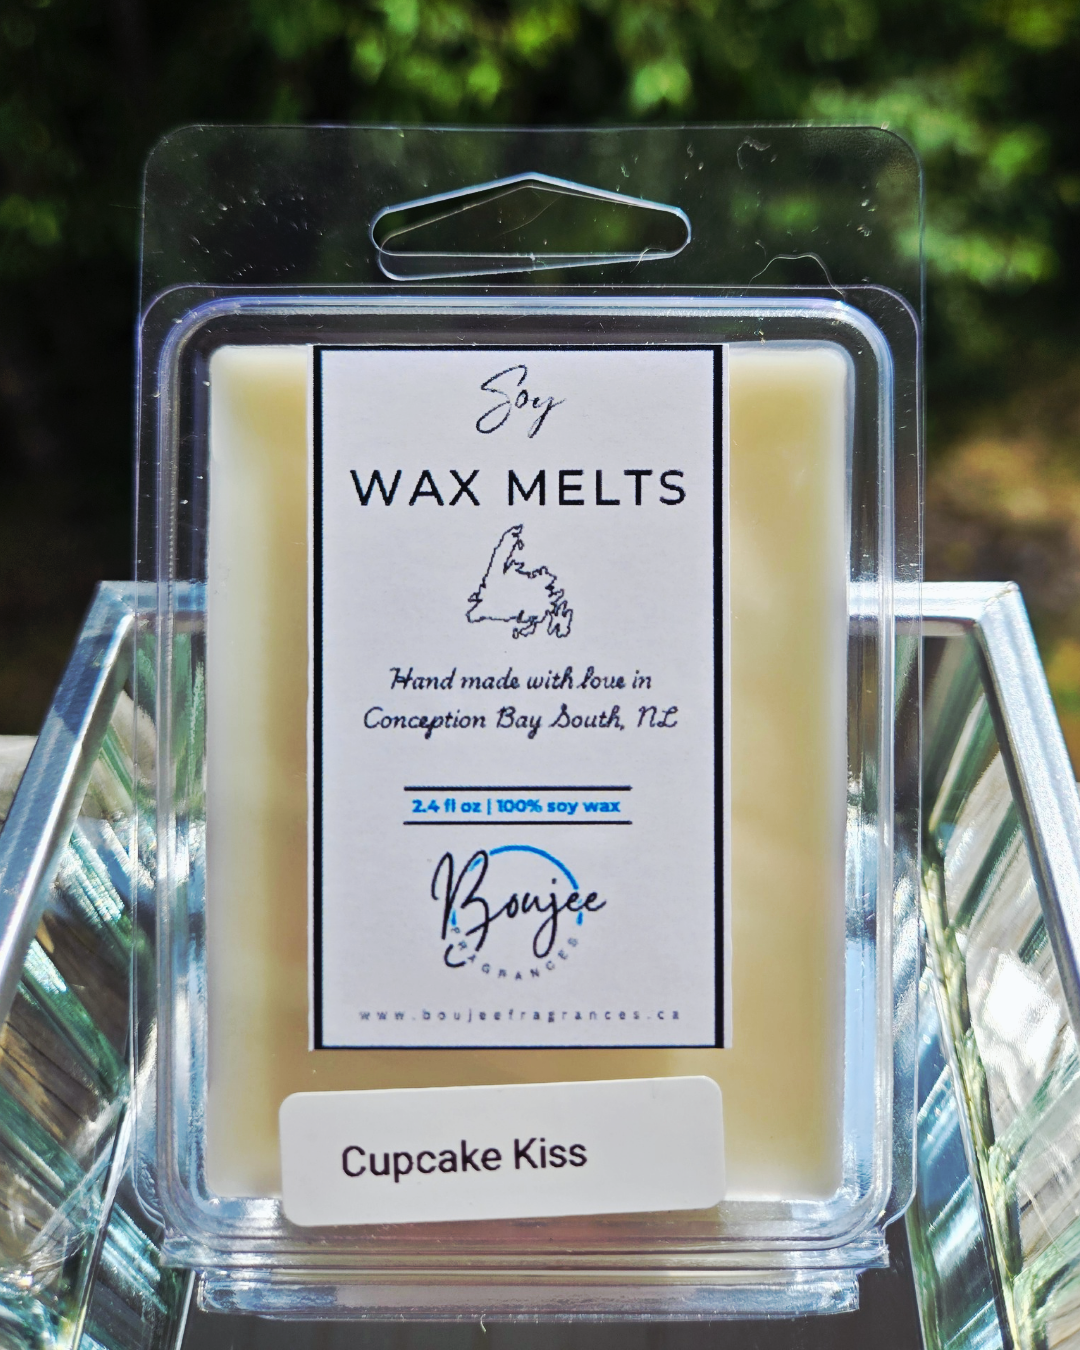 Soy
WAX MELTS
Hand made with love in
Conception Bay South, NL
2.4 fl oz | 100% soy wax
Boujee
FRAGRANCES
www.boujeefragrances.ca
Cupcake Kiss